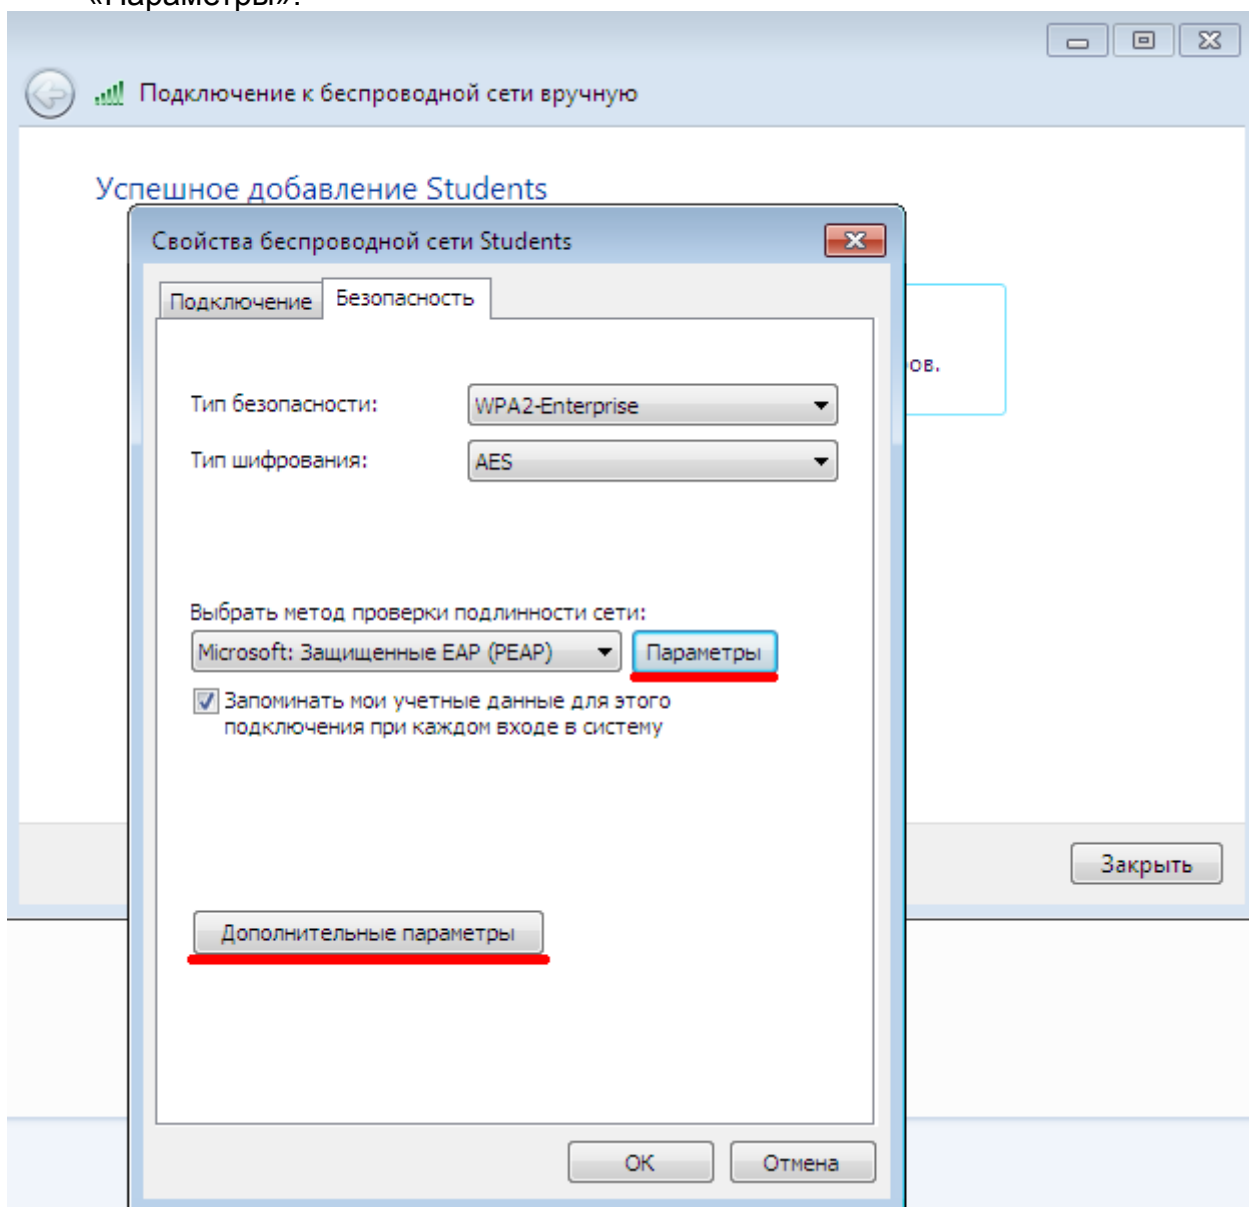 «Параметры».
Подключение к беспроводной сети вручную
Успешное добавление Students
Свойства беспроводной сети Students
Подключение
Безопасность
ов.
Тип безопасности:
WPA2-Enterprise
Тип шифрования:
AES
Выбрать метод проверки подлинности сети:
Microsoft: Защищенные EAP (PEAP)
Параметры
Запоминать мои учетные данные для этого
подключения при каждом входе в систему
Закрыть
Дополнительные параметры
ОК
Отмена